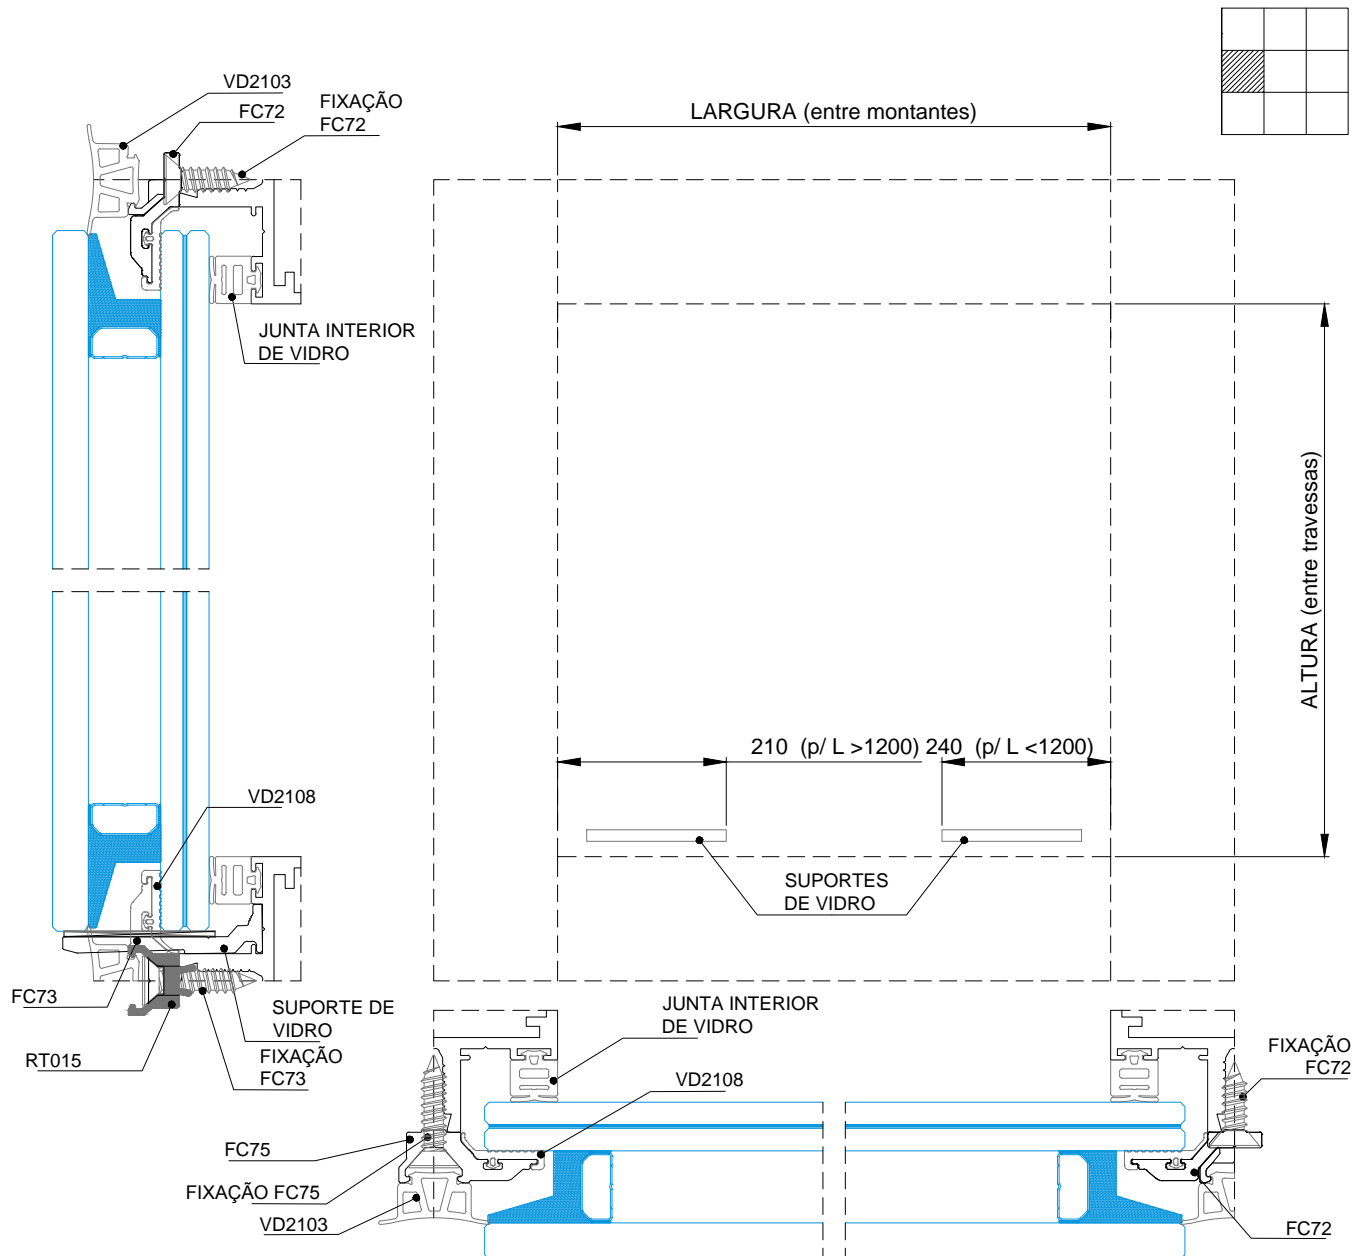 VD2103
FC72
FIXAÇÃO
FC72
LARGURA (entre montantes)
JUNTA INTERIOR
DE VIDRO
ALTURA (entre travessas)
210 (p/ L >1200)
240 (p/ L <1200)
VD2108
SUPORTES
DE VIDRO
FC73
SUPORTE DE
VIDRO
RT015
FIXAÇÃO
FC73
JUNTA INTERIOR
DE VIDRO
FIXAÇÃO
FC72
VD2108
FC75
FIXAÇÃO FC75
VD2103
FC72